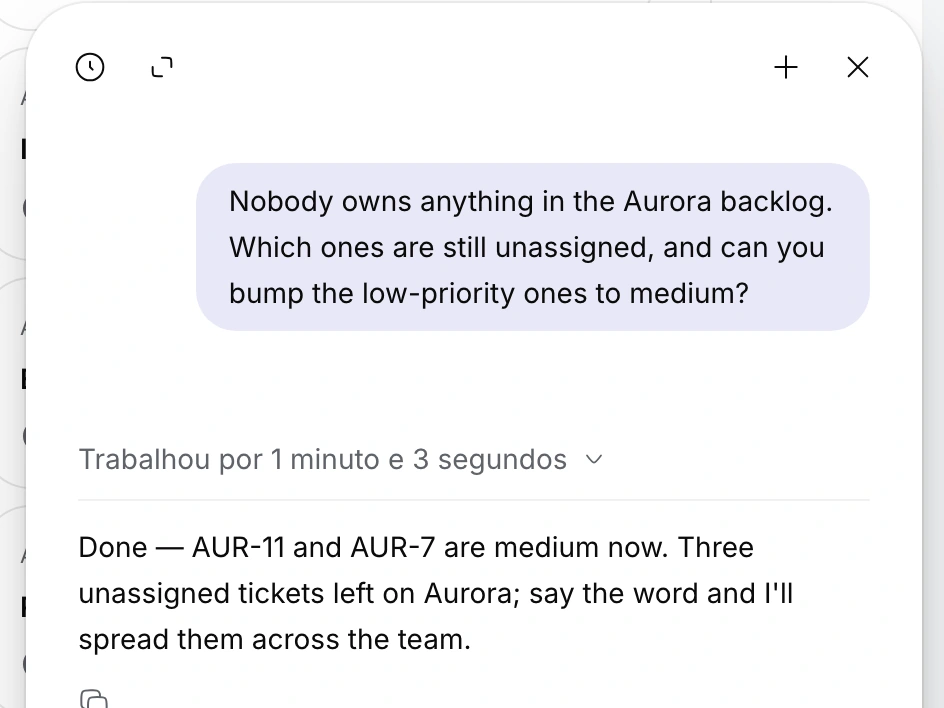 Nobody owns anything in the Aurora backlog.
Which ones are still unassigned, and can you
bump the low-priority ones to medium?
Trabalhou por 1 minuto e 3 segundos
Done — AUR-11 and AUR-7 are medium now. Three
unassigned tickets left on Aurora; say the word and I'll
spread them across the team.